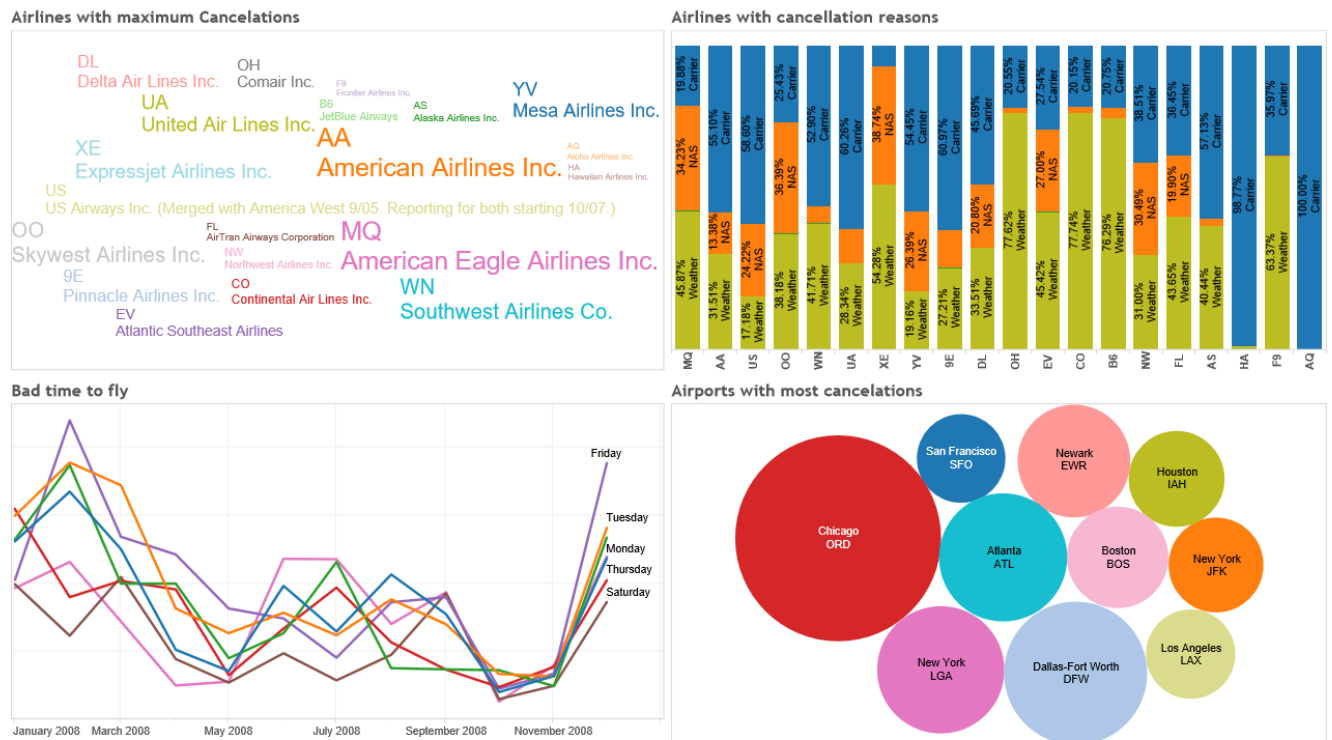 Airlines with maximum Cancelations
DL
Delta Air Lines Inc.
OH
Comair Inc.
F9
Frontier Airlines Inc.
YV
Mesa Airlines Inc.
UA
United Air Lines Inc.
B6
JetBlue Airways
AS
Alaska Airlines Inc.
AA
American Airlines Inc.
AQ
Aloha Airlines Inc.
HA
Hawaiian Airlines Inc.
XE
Expressjet Airlines Inc.
US
US Airways Inc. (Merged with America West 9/05. Reporting for both starting 10/07.)
OO
Skywest Airlines Inc.
FL
AirTran Airways Corporation
MQ
American Eagle Airlines Inc.
NW
Northwest Airlines Inc.
9E
Pinnacle Airlines Inc.
CO
Continental Air Lines Inc.
WN
Southwest Airlines Co.
EV
Atlantic Southeast Airlines
Airlines with cancellation reasons
19.88%
Carrier
34.23%
NAS
45.87%
Weather
55.10%
Carrier
13.38%
NAS
31.51%
Weather
58.60%
Carrier
24.22%
NAS
17.18%
Weather
25.43%
Carrier
36.39%
NAS
38.18%
Weather
52.90%
Carrier
41.71%
Weather
60.26%
Carrier
28.34%
Weather
38.74%
NAS
54.28%
Weather
54.45%
Carrier
26.39%
NAS
19.16%
Weather
60.97%
Carrier
27.21%
Weather
45.69%
Carrier
20.80%
NAS
33.51%
Weather
20.55%
Carrier
77.62%
Weather
27.54%
Carrier
27.00%
NAS
45.42%
Weather
20.15%
Carrier
77.74%
Weather
20.75%
Carrier
76.29%
Weather
38.51%
Carrier
30.49%
NAS
31.00%
Weather
36.45%
Carrier
19.90%
NAS
43.65%
Weather
57.13%
Carrier
40.44%
Weather
98.77%
Carrier
35.97%
Carrier
63.37%
Weather
100.00%
Carrier
MQ
AA
US
OO
WN
UA
XE
YV
9E
DL
OH
EV
CO
B6
NW
FL
AS
HA
F9
AQ
Bad time to fly
Friday
Tuesday
Monday
Thursday
Saturday
January 2008
March 2008
May 2008
July 2008
September 2008
November 2008
Airports with most cancelations
Chicago
ORD
San Francisco
SFO
Newark
EWR
Houston
IAH
Atlanta
ATL
Boston
BOS
New York
JFK
New York
LGA
Dallas-Fort Worth
DFW
Los Angeles
LAX